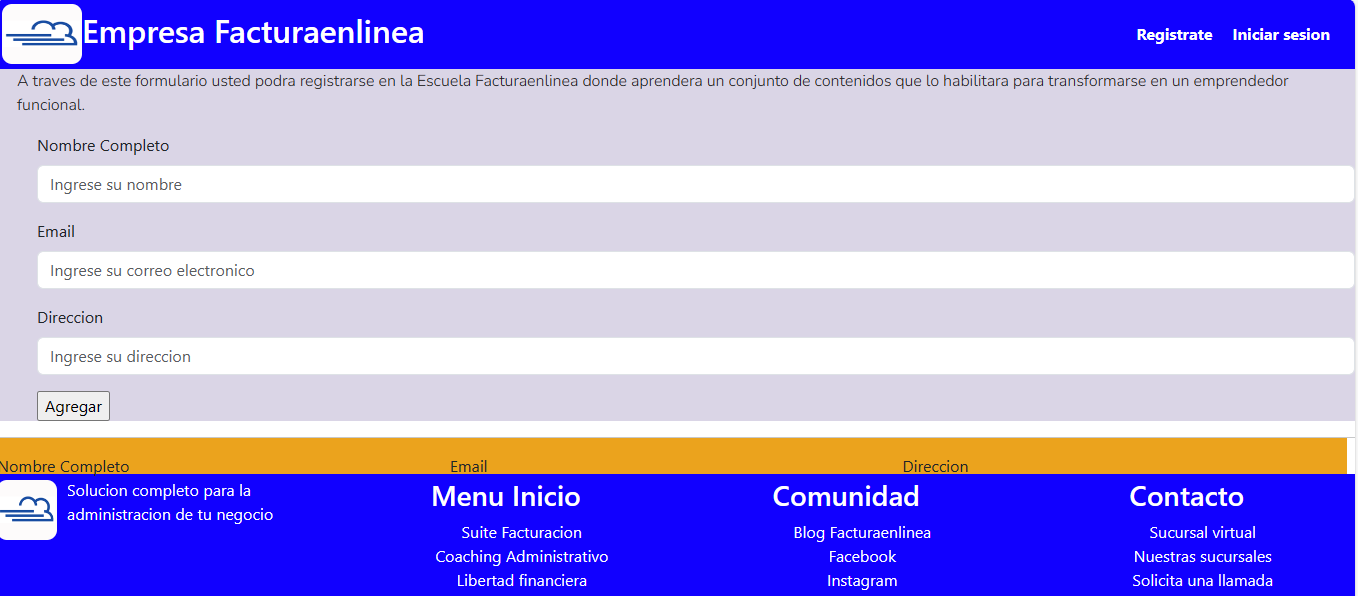 Empresa Facturaenlinea
Registrate Iniciar sesion
A traves de este formulario usted podra registrarse en la Escuela Facturaenlinea donde aprendera un conjunto de contenidos que lo habilitara para transformarse en un emprendedor
funcional.
Nombre Completo
Ingrese su nombre
Email
Ingrese su correo electronico
Direccion
Ingrese su direccion
Agregar
Nombre Completo Email Direccion
Solucion completo para la
administracion de tu negocio
Menu Inicio
Suite Facturacion
Coaching Administrativo
Libertad financiera
Comunidad
Blog Facturaenlinea
Facebook
Instagram
Contacto
Sucursal virtual
Nuestras sucursales
Solicita una llamada